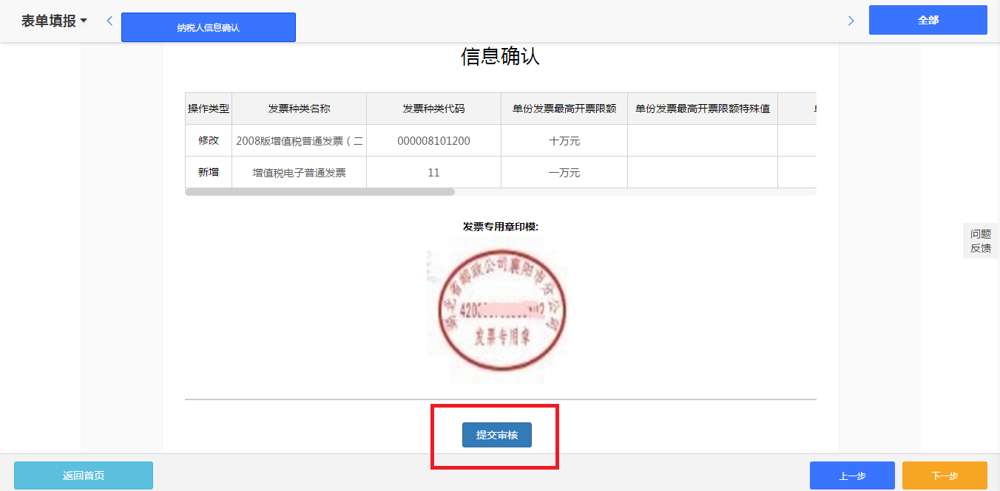 表单填报
纳税人信息确认
全部
信息确认
操作类型 发票种类名称 发票种类代码 单份发票最高开票限额 单份发票最高开票限额特殊值
修改 2008版增值税普通发票（二 000008101200 十万元
新增 增值税电子普通发票 11 一万元
发票专用章印模:
湖北省邮政公司襄阳市分公司
发票专用章
问题
反馈
提交审核
返回首页
上一步
下一步